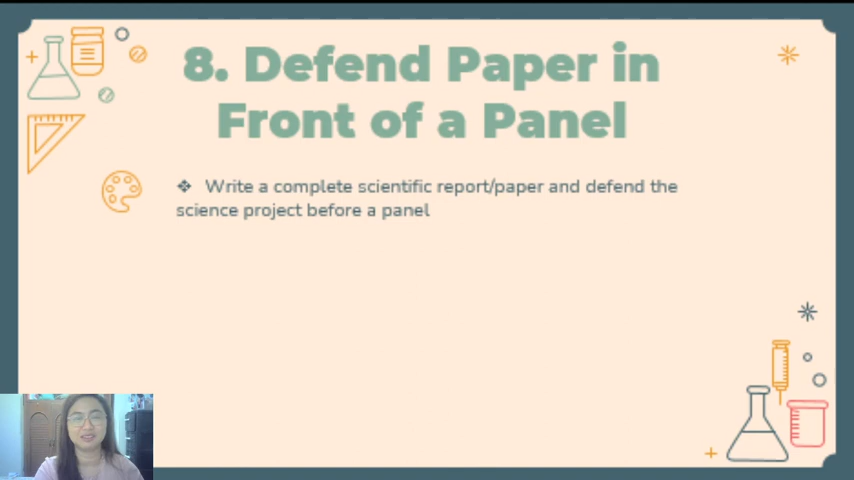 8. Defend Paper in
Front of a Panel
❖ Write a complete scientific report/paper and defend the
science project before a panel